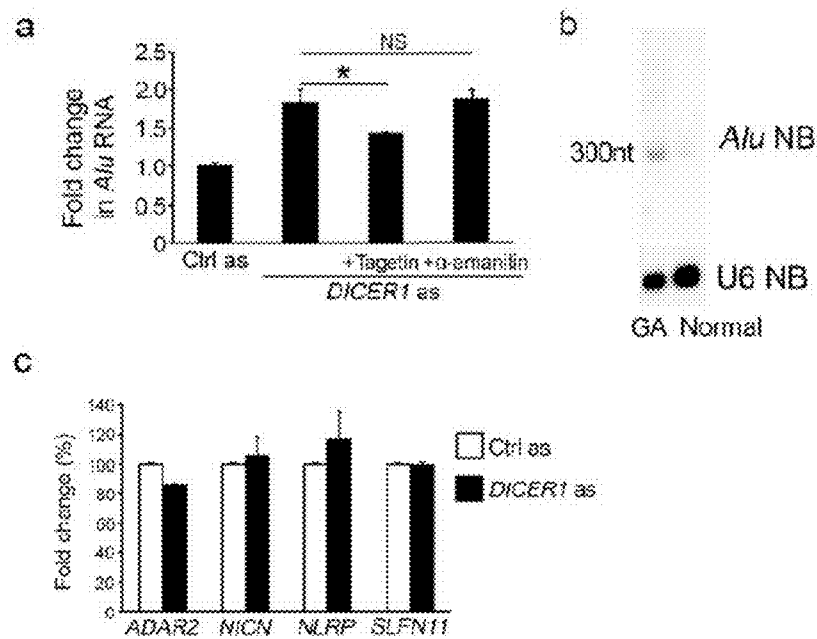 a
Fold change
in Alu RNA
2.5
2.0
1.5
1.0
0.5
0
NS
*
Ctrl as
+Tagetin +α-amanitin
DICER1 as
b
300nt
Alu NB
U6 NB
GA Normal
c
Fold change (%)
140
120
100
80
60
40
20
0
Ctrl as
DICER1 as
ADAR2 NICN NLRP SLFN11